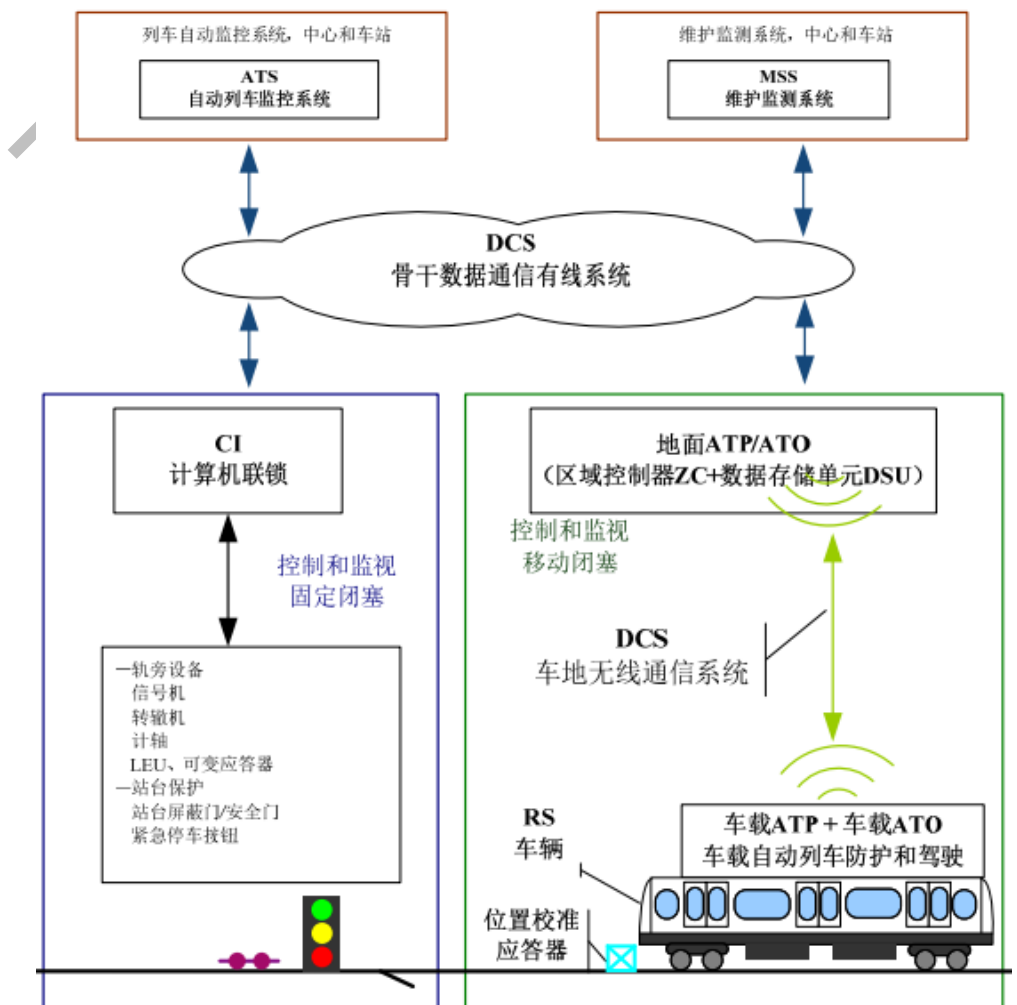 列车自动监控系统，中心和车站
ATS
自动列车监控系统
维护监测系统，中心和车站
MSS
维护监测系统
DCS
骨干数据通信有线系统
CI
计算机联锁
控制和监视
固定闭塞
—轨旁设备
信号机
转辙机
计轴
LEU、可变应答器
—站台保护
站台屏蔽门/安全门
紧急停车按钮
地面ATP/ATO
（区域控制器ZC+数据存储单元DSU）
控制和监视
移动闭塞
DCS
车地无线通信系统
RS
车辆
车载ATP + 车载ATO
车载自动列车防护和驾驶
位置校准
应答器